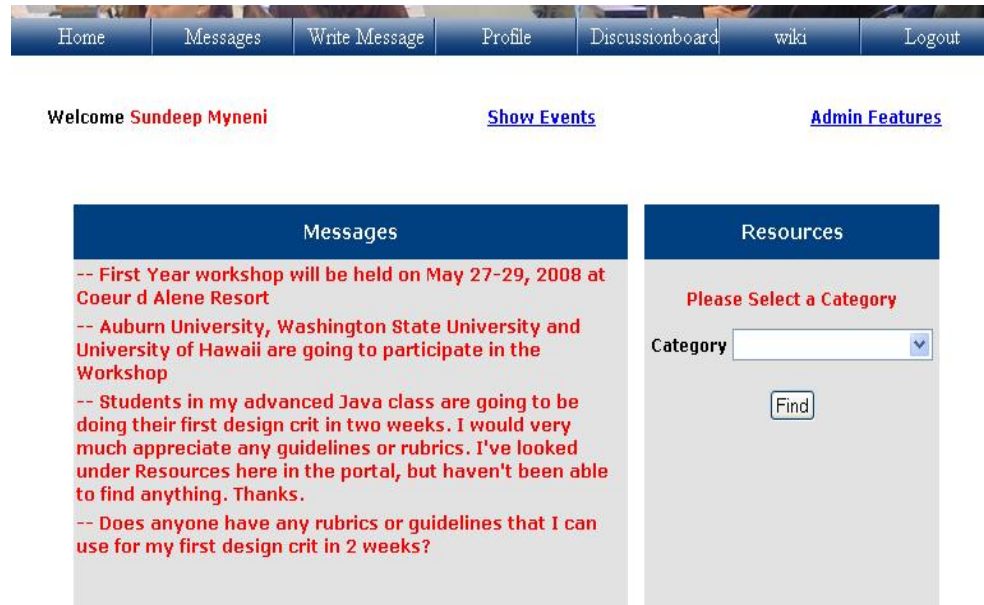 Home Messages Write Message Profile Discussionboard wiki Logout
Welcome Sundeep Myneni Show Events Admin Features
Messages
-- First Year workshop will be held on May 27-29, 2008 at
Coeur d Alene Resort
-- Auburn University, Washington State University and
University of Hawaii are going to participate in the
Workshop
-- Students in my advanced Java class are going to be
doing their first design crit in two weeks. I would very
much appreciate any guidelines or rubrics. I've looked
under Resources here in the portal, but haven't been able
to find anything. Thanks.
-- Does anyone have any rubrics or guidelines that I can
use for my first design crit in 2 weeks?
Resources
Please Select a Category
Category
Find